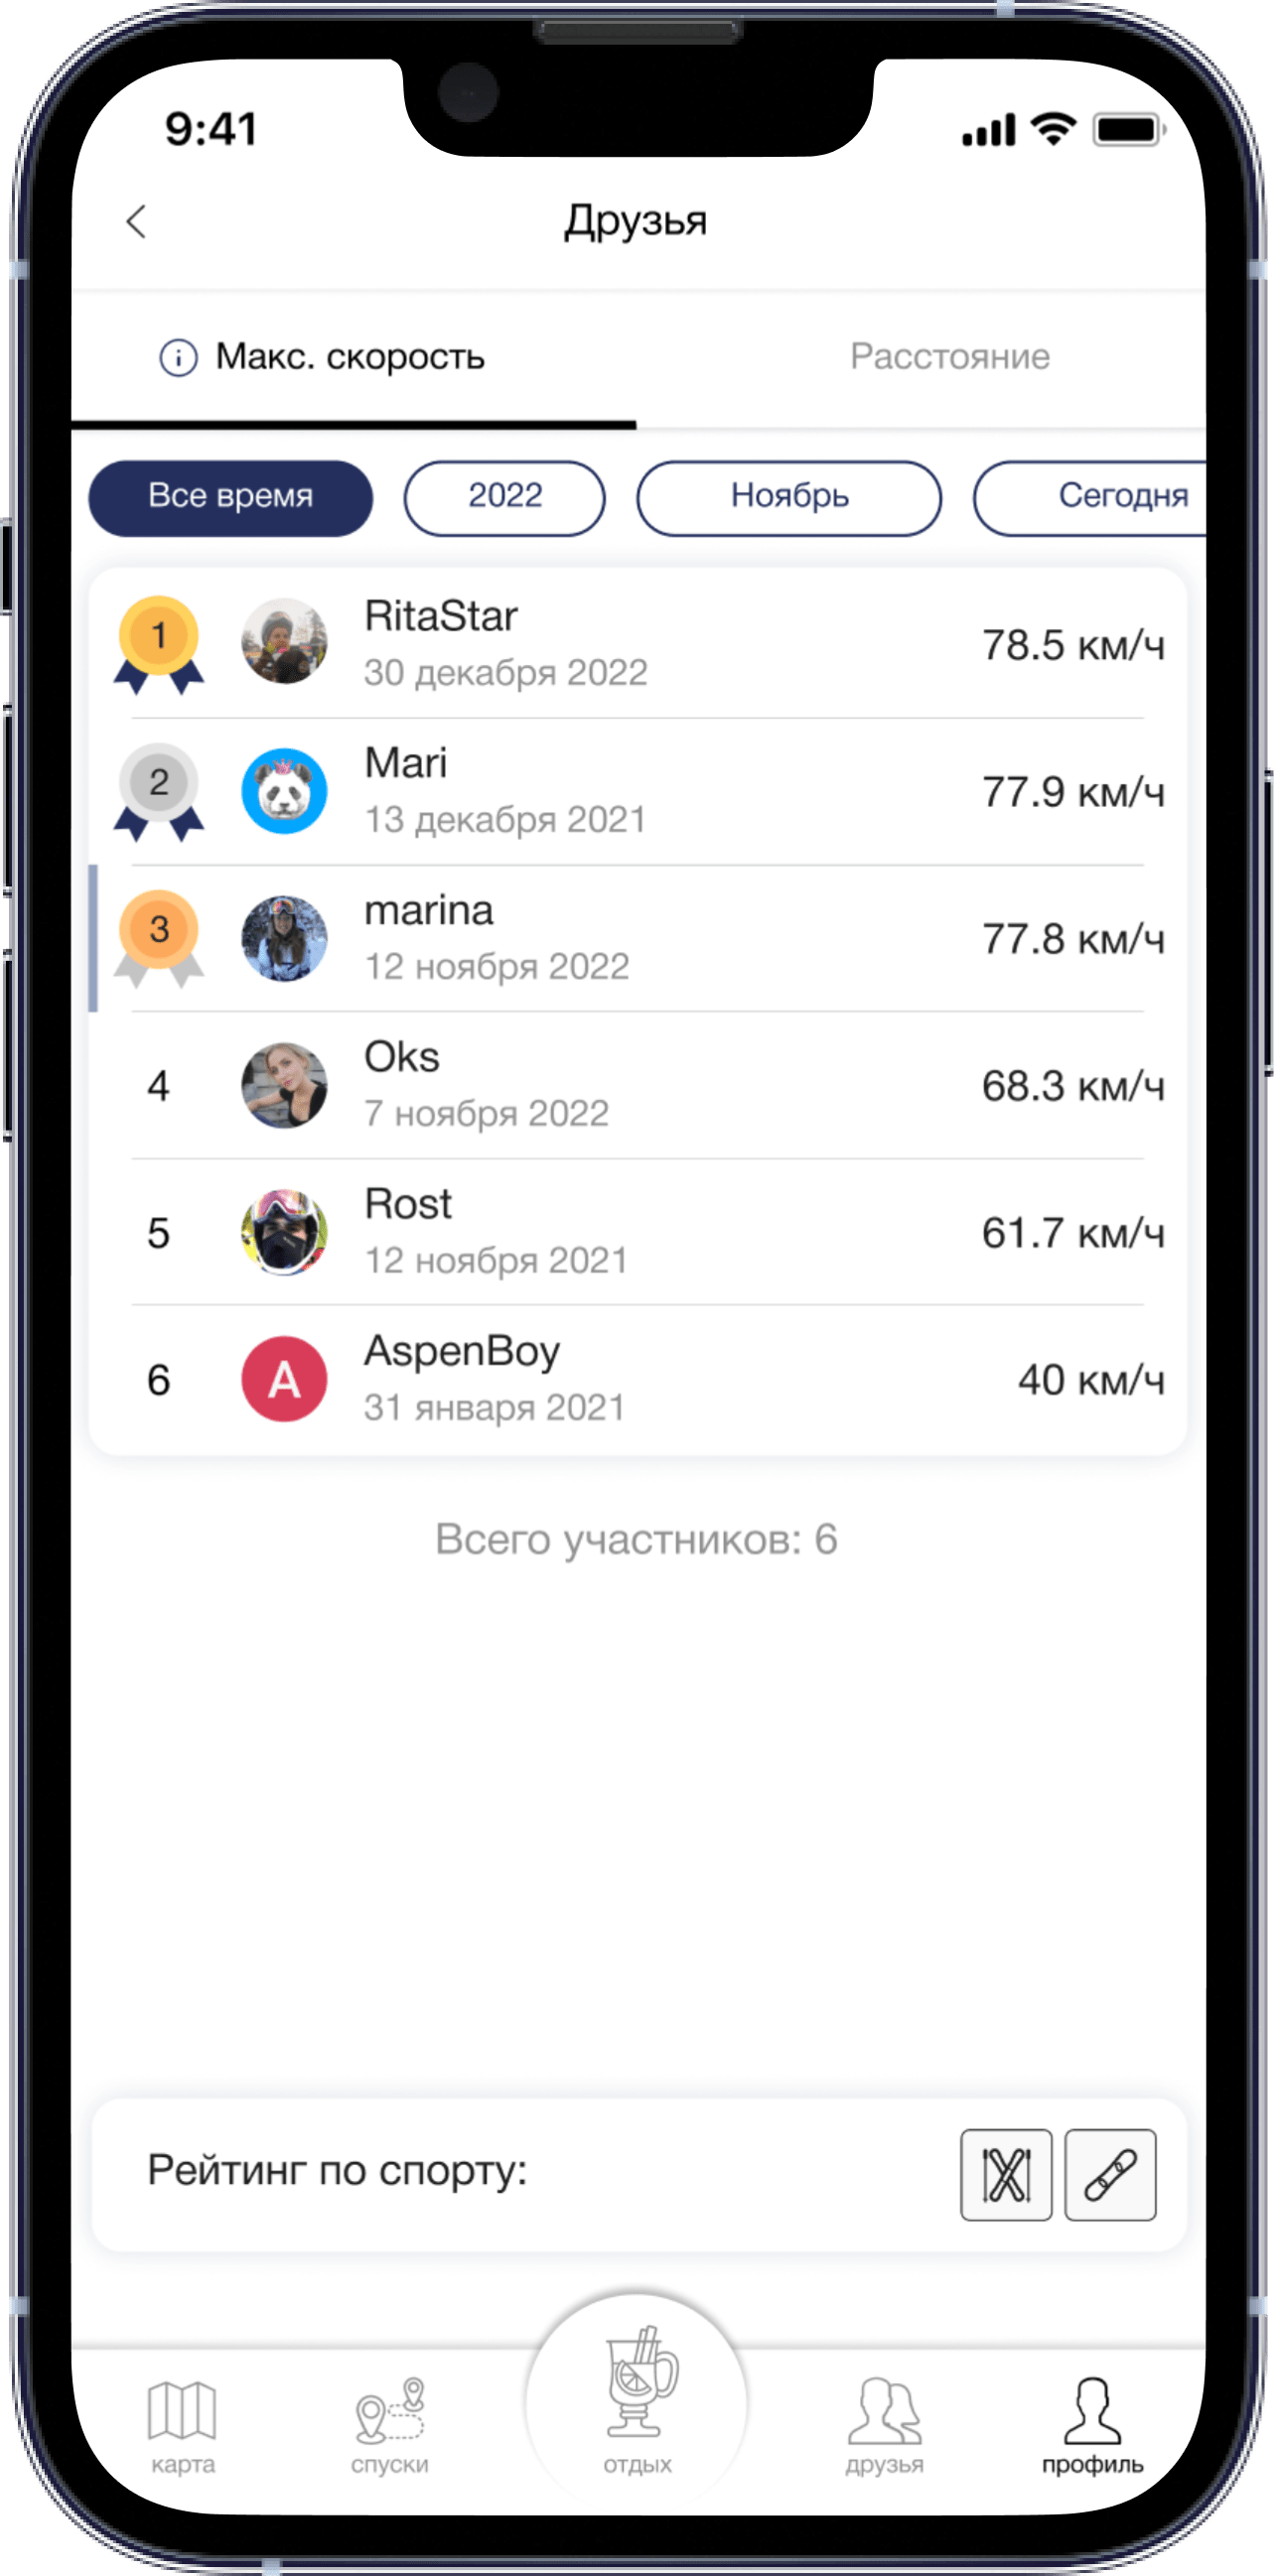 9:41
Друзья
Макс. скорость Расстояние
Все время 2022 Ноябрь Сегодня
1 RitaStar 78.5 км/ч
30 декабря 2022
2 Mari 77.9 км/ч
13 декабря 2021
3 marina 77.8 км/ч
12 ноября 2022
4 Oks 68.3 км/ч
7 ноября 2022
5 Rost 61.7 км/ч
12 ноября 2021
6 A AspenBoy 40 км/ч
31 января 2021
Всего участников: 6
Рейтинг по спорту:
карта спуски отдых друзья профиль